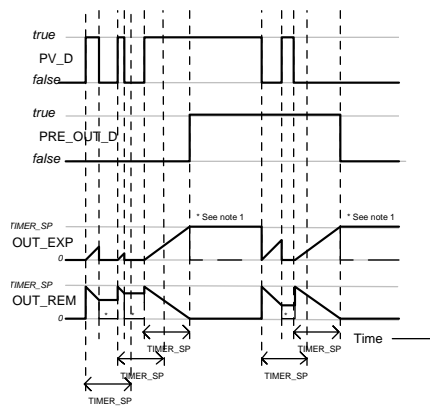 true
PV_D
false
true
PRE_OUT_D
false
* See note 1
* See note 1
TIMER_SP
OUT_EXP
0
TIMER_SP
OUT_REM
0
*
*
*
Time
TIMER_SP
TIMER_SP
TIMER_SP
TIMER_SP
TIMER_SP